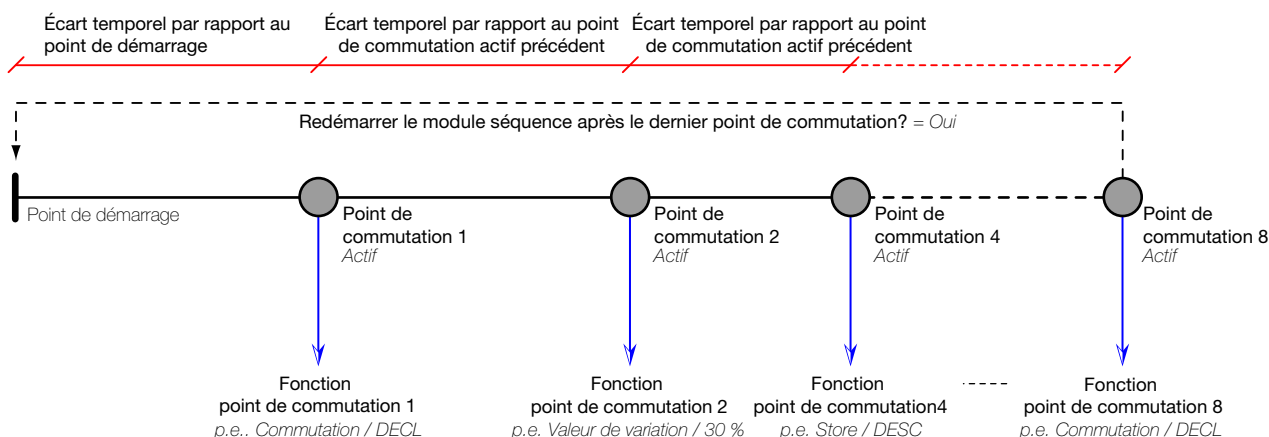 Écart temporel par rapport au
point de démarrage
Écart temporel par rapport au point
de commutation actif précédent
Écart temporel par rapport au point
de commutation actif précédent
Redémarrer le module séquence après le dernier point de commutation? = Oui
Point de démarrage
Point de
commutation 1
Actif
Point de
commutation 2
Actif
Point de
commutation 4
Actif
Point de
commutation 8
Actif
Fonction
point de commutation 1
p.e.. Commutation / DECL
Fonction
point de commutation 2
p.e. Valeur de variation / 30 %
Fonction
point de commutation4
p.e. Store / DESC
Fonction
point de commutation 8
p.e. Commutation / DECL